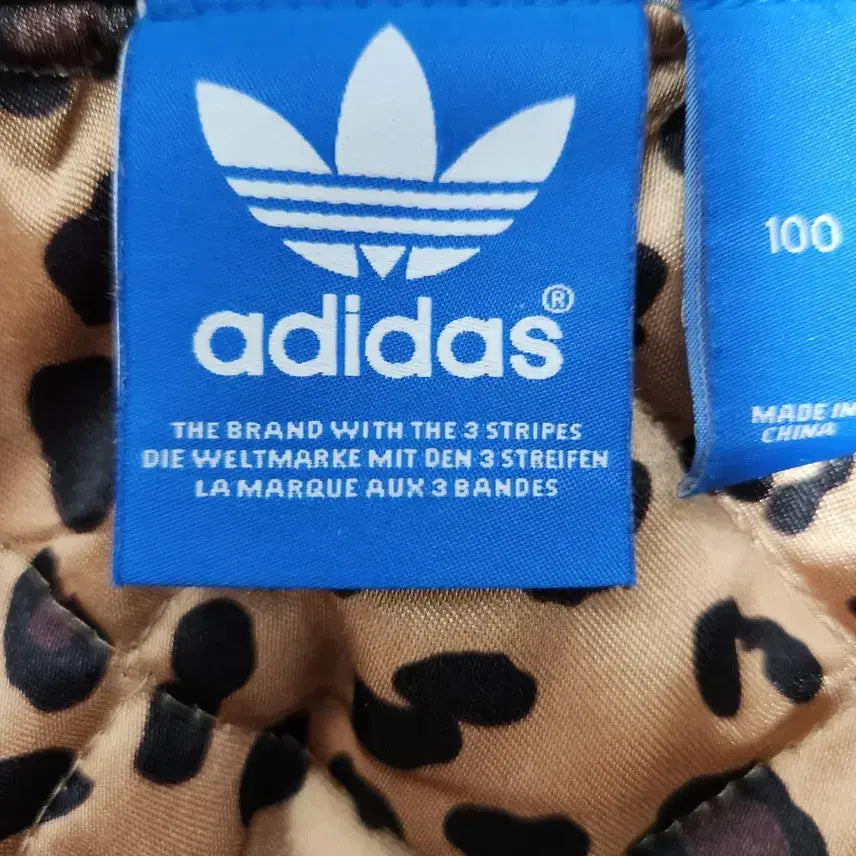 adidas®
THE BRAND WITH THE 3 STRIPES
DIE WELTMARKE MIT DEN 3 STREIFEN
LA MARQUE AUX 3 BANDES
100
MADE IN
CHINA